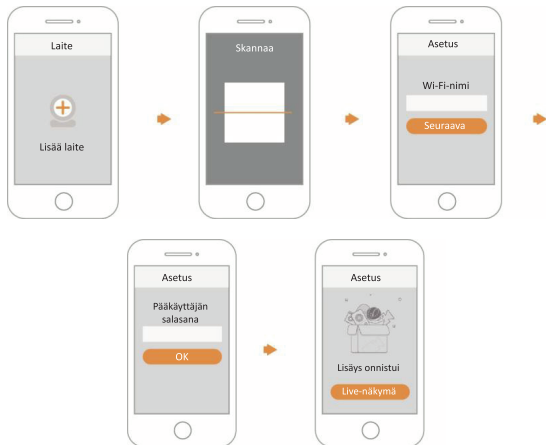 Laite
Lisää laite
Skannaa
Asetus
Wi-Fi-nimi
Seuraava
Asetus
Pääkäyttäjän
salasana
OK
Asetus
Lisäys onnistui
Live-näkymä